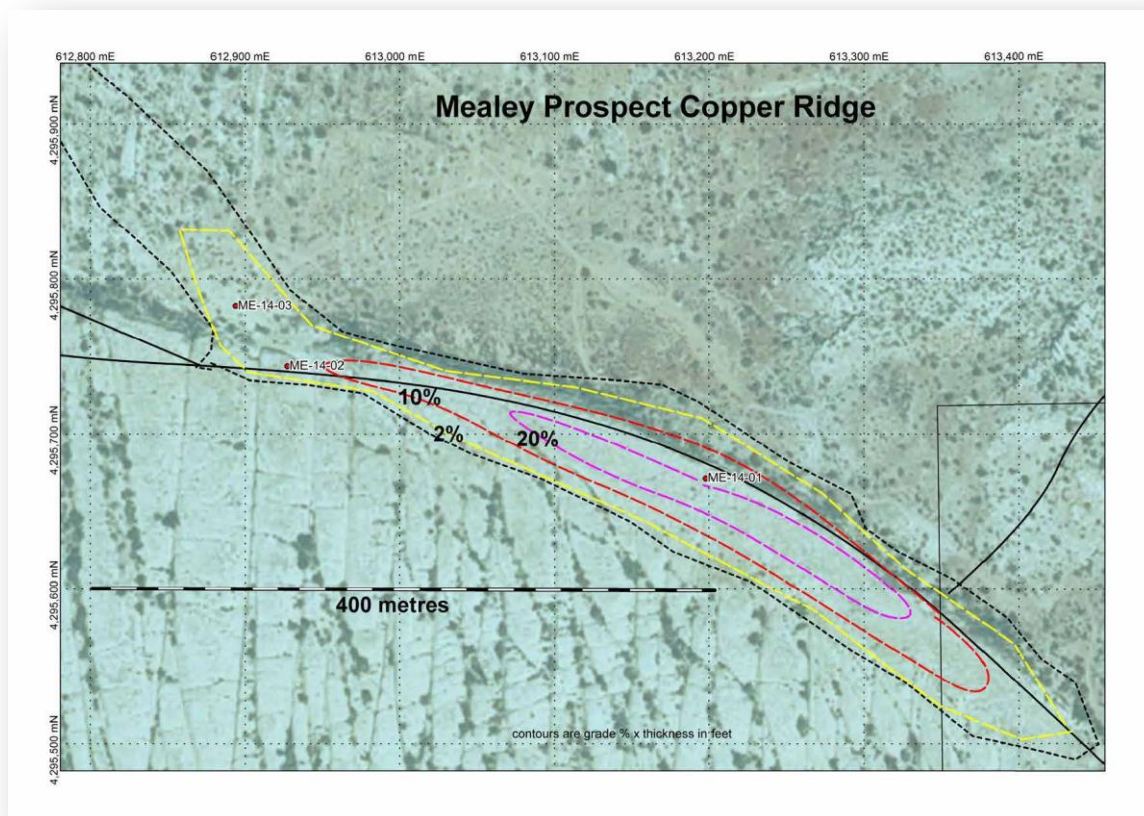 612,800 mE
612,900 mE
613,000 mE
613,100 mE
613,200 mE
613,300 mE
613,400 mE
Mealey Prospect Copper Ridge
4,295,900 mN
4,295,800 mN
4,295,700 mN
4,295,600 mN
4,295,500 mN
ME-14-03
ME-14-02
10%
2%
20%
ME-14-01
400 metres
contours are grade % x thickness in feet